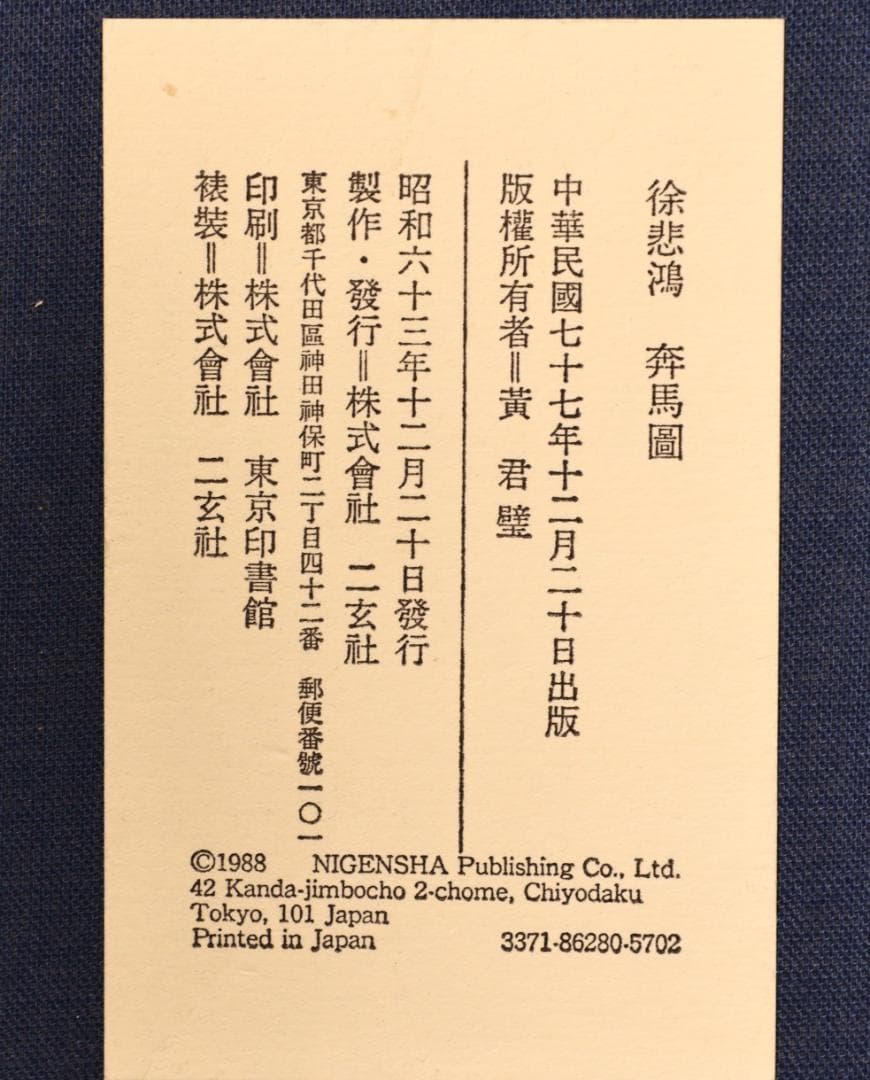 徐悲鴻　奔馬圖
中華民國七十七年十二月二十日出版
版權所有者＝黃　君璧
昭和六十三年十二月二十日發行
製作・發行＝株式會社　二玄社
東京都千代田區神田神保町二丁目四十二番　郵便番號一〇一
印刷＝株式會社　東京印書館
裱裝＝株式會社　二玄社
©1988　NIGENSHA Publishing Co., Ltd.
42 Kanda-jimbocho 2-chome, Chiyodaku
Tokyo, 101 Japan
Printed in Japan　3371-86280-5702